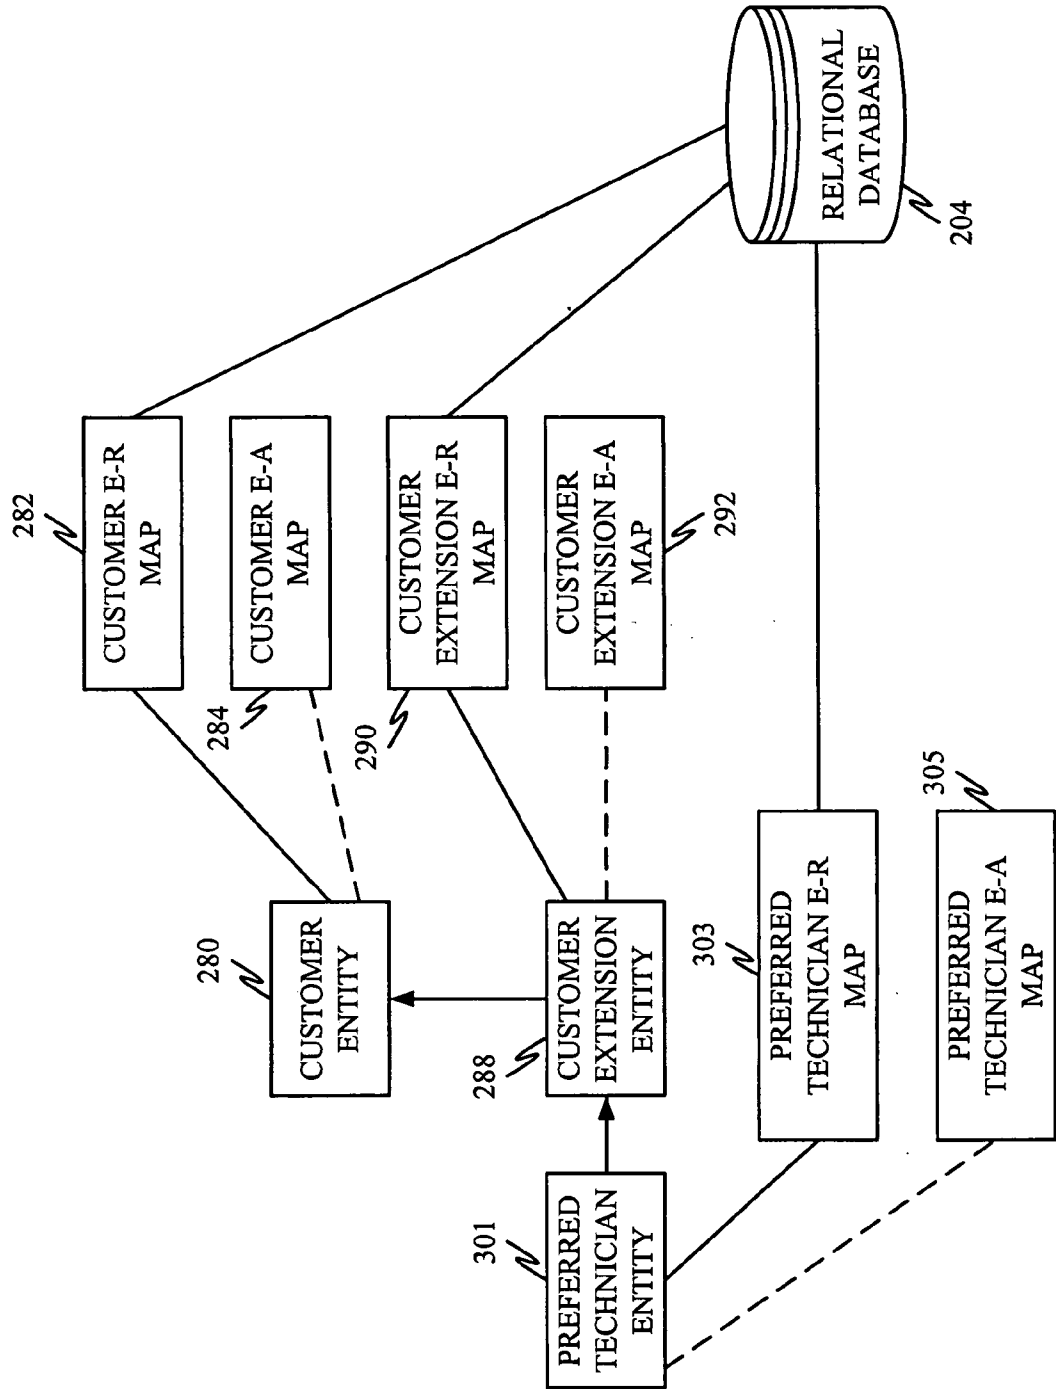 282
CUSTOMER E-R
MAP
284
CUSTOMER E-A
MAP
280
CUSTOMER
ENTITY
290
CUSTOMER
EXTENSION E-R
MAP
292
CUSTOMER
EXTENSION E-A
MAP
288
CUSTOMER
EXTENSION
ENTITY
301
PREFERRED
TECHNICIAN
ENTITY
303
PREFERRED
TECHNICIAN E-R
MAP
305
PREFERRED
TECHNICIAN E-A
MAP
RELATIONAL
DATABASE
204